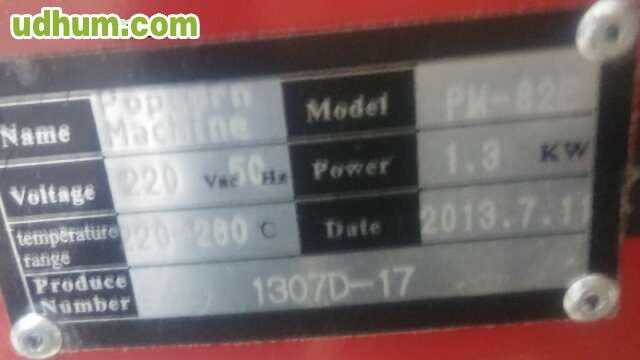 udhum.com
Name Popcorn Machine Model PM-82
Voltage 220 Vac 50 Hz Power 1.3 KW
temperature range 220-280 C Date 2013.7.11
Produce Number 1307D-17